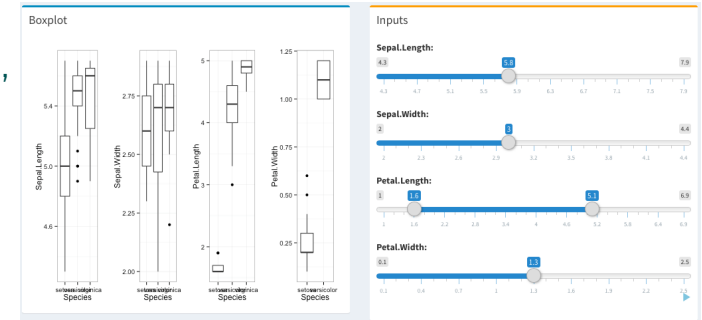 ,
Boxplot
5.4
5.0
4.6
Sepal.Length
Species
2.75
2.50
2.25
2.00
Sepal.Width
Species
5
4
3
2
Petal.Length
Species
1.25
1.00
0.75
0.50
0.25
Petal.Width
setosa versicolor
Species
Inputs
Sepal.Length:
4.3 5.8 7.9
4.3 4.7 5.1 5.5 5.9 6.3 6.7 7.1 7.5 7.9
Sepal.Width:
2 3 4.4
2 2.3 2.6 2.9 3.2 3.5 3.8 4.1 4.4
Petal.Length:
1 1.6 5.1 6.9
1 1.6 2.2 2.8 3.4 4 4.6 5.2 5.8 6.4 6.9
Petal.Width:
0.1 1.3 2.5
0.1 0.4 0.7 1 1.3 1.6 1.9 2.2 2.5